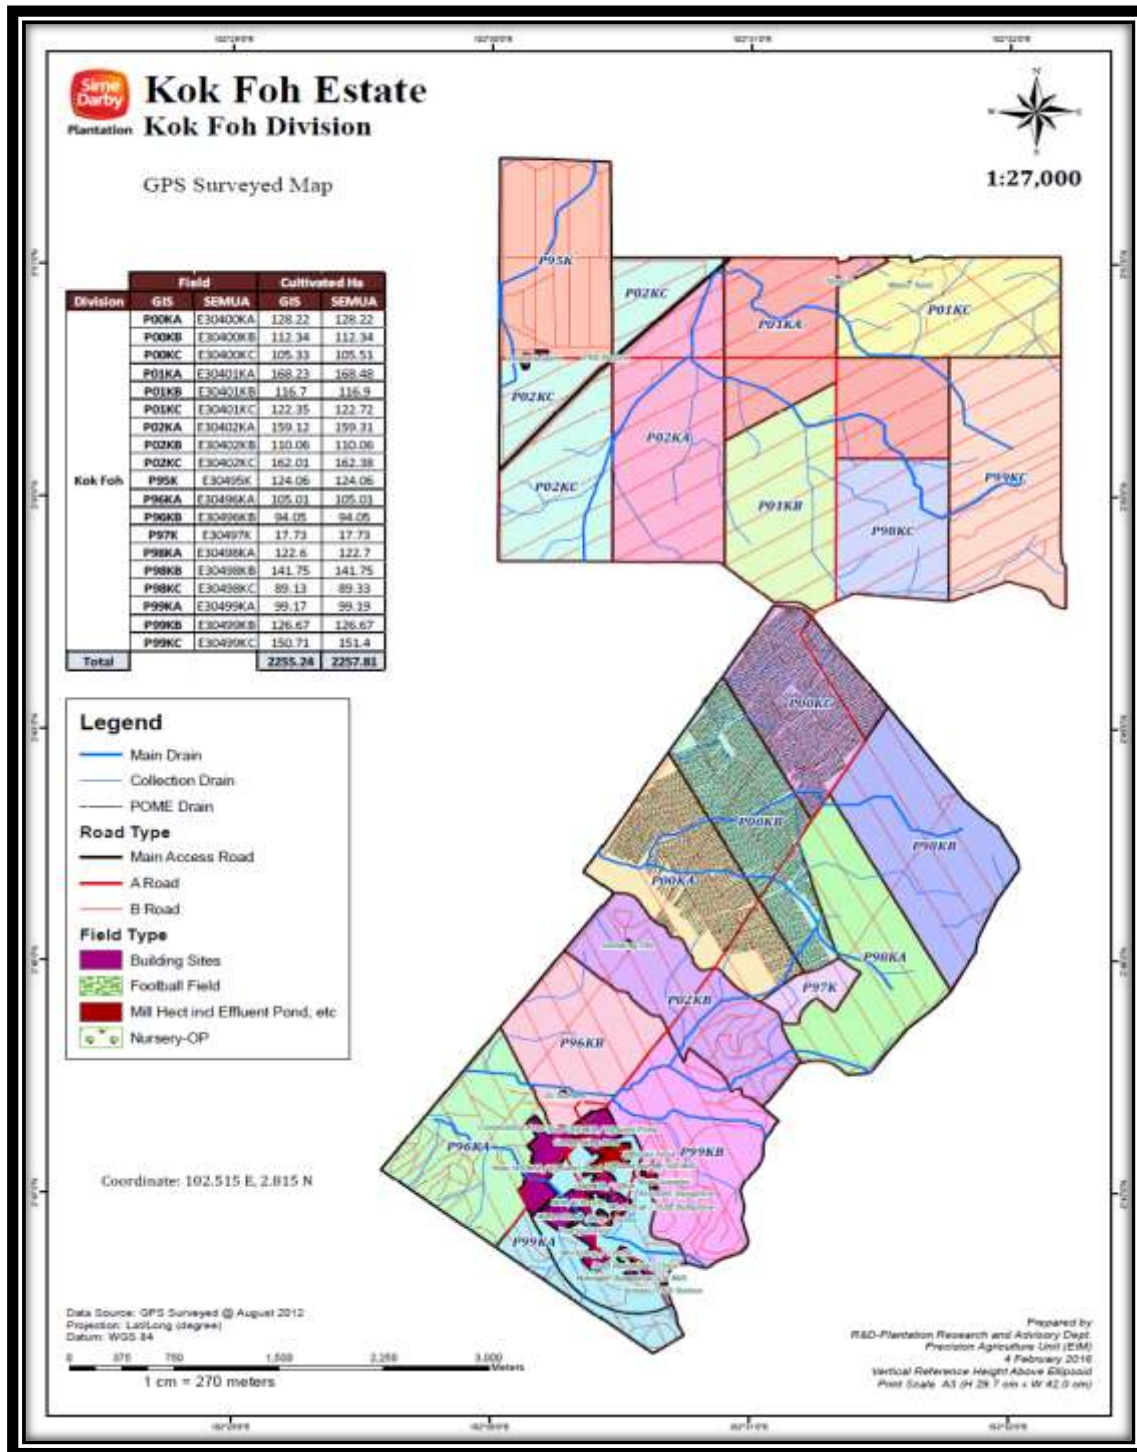 Sime
Darby
Plantation
Kok Foh Estate
Kok Foh Division
GPS Surveyed Map
N
W E
S
1:27,000
Field Cultivated Ha
Division GIS SEMUA GIS SEMUA
P00KA E30400KA 128.22 128.22
P00KB E30400KB 112.34 112.34
P00KC E30400KC 105.33 105.51
P01KA E30401KA 168.23 168.48
P01KB E30401KB 116.7 116.9
P01KC E30401KC 122.35 122.72
P02KA E30402KA 159.12 159.31
P02KB E30402KB 110.06 110.06
P02KC E30402KC 162.01 162.38
Kok Foh P95K E30495K 124.06 124.06
P96KA E30496KA 105.01 105.01
P96KB E30496KB 94.05 94.05
P97K E30497K 17.73 17.73
P98KA E30498KA 122.6 122.7
P98KB E30498KB 141.75 141.75
P98KC E30498KC 89.13 89.33
P99KA E30499KA 99.17 99.19
P99KB E30499KB 126.67 126.67
P99KC E30499KC 150.71 151.4
Total 2255.24 2257.81
P95K
P02KC
P01KA
P01KC
P02KC
P02KA
P02KC
P01KB
P98KC
P99KC
P00KC
P00KB
P98KB
P00KA
P98KA
P97K
P02KB
P96KB
P96KA
P99KB
P99KA
Legend
Main Drain
Collection Drain
POME Drain
Road Type
Main Access Road
A Road
B Road
Field Type
Building Sites
Football Field
Mill Hect incl Effluent Pond, etc
Nursery-OP
Coordinate: 102.515 E, 2.815 N
Data Source: GPS Surveyed @ August 2012
Projection: Lat/Long (degree)
Datum: WGS 84
0 375 750 1,500 2,250 3,000
Meters
1 cm = 270 meters
Prepared by
R&D-Plantation Research and Advisory Dept.
Precision Agriculture Unit (EIM)
4 February 2016
Vertical Reference Height Above Ellipsoid
Print Scale A3 (H 29.7 cm x W 42.0 cm)